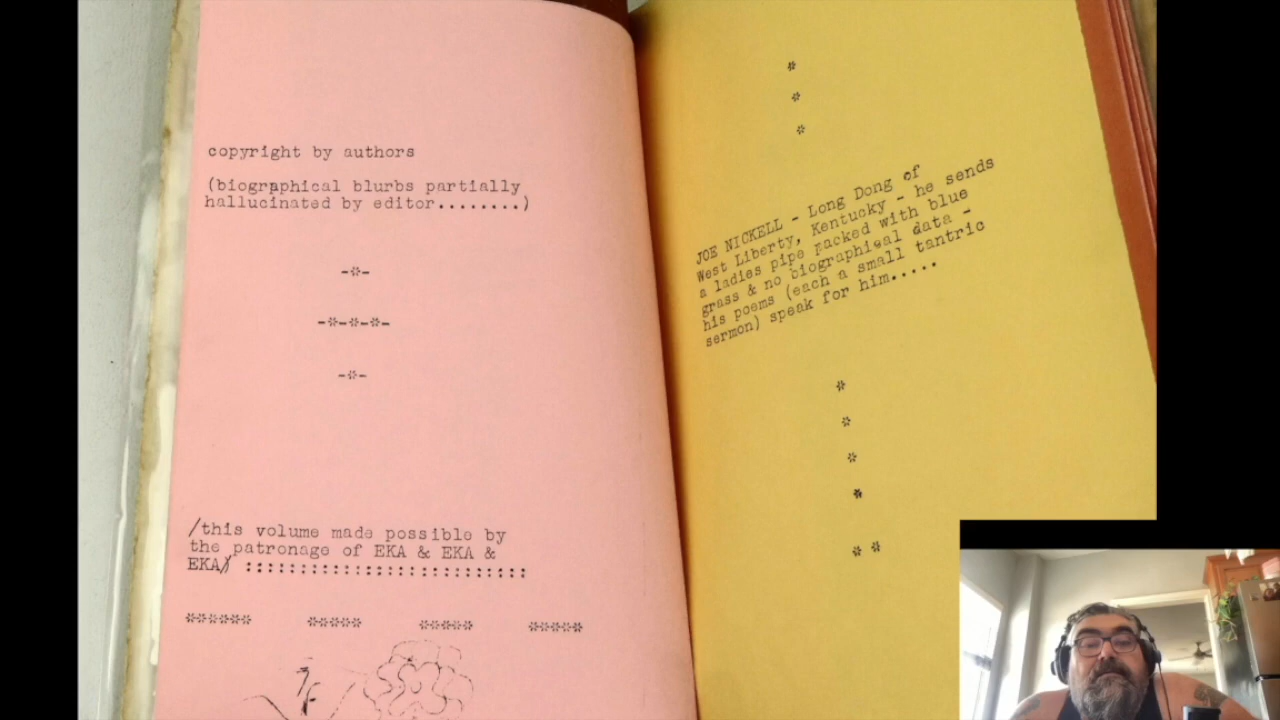 copyright by authors
(biographical blurbs partially
hallucinated by editor........)
-*-
-*-*-*-
-*-
/this volume made possible by
the patronage of EKA & EKA &
EKA/ :::::::::::::::::::::::::
****** ***** ***** *****
*
*
*
JOE NICKELL - Long Dong of
West Liberty, Kentucky - he sends
a ladies pipe packed with blue
grass & no biographical data -
his poems (each a small tantric
sermon) speak for him.....
*
*
*
*
* *